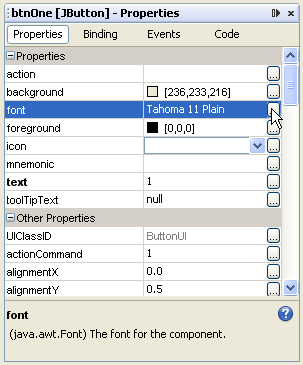 btnOne [JButton] - Properties
Properties Binding Events Code
Properties
action ...
background [236,233,216] ...
font Tahoma 11 Plain ...
foreground [0,0,0] ...
icon ...
mnemonic ...
text 1 ...
toolTipText null ...
Other Properties
UIClassID ButtonUI ...
actionCommand 1 ...
alignmentX 0.0 ...
alignmentY 0.5 ...
font ?
(java.awt.Font) The font for the component.